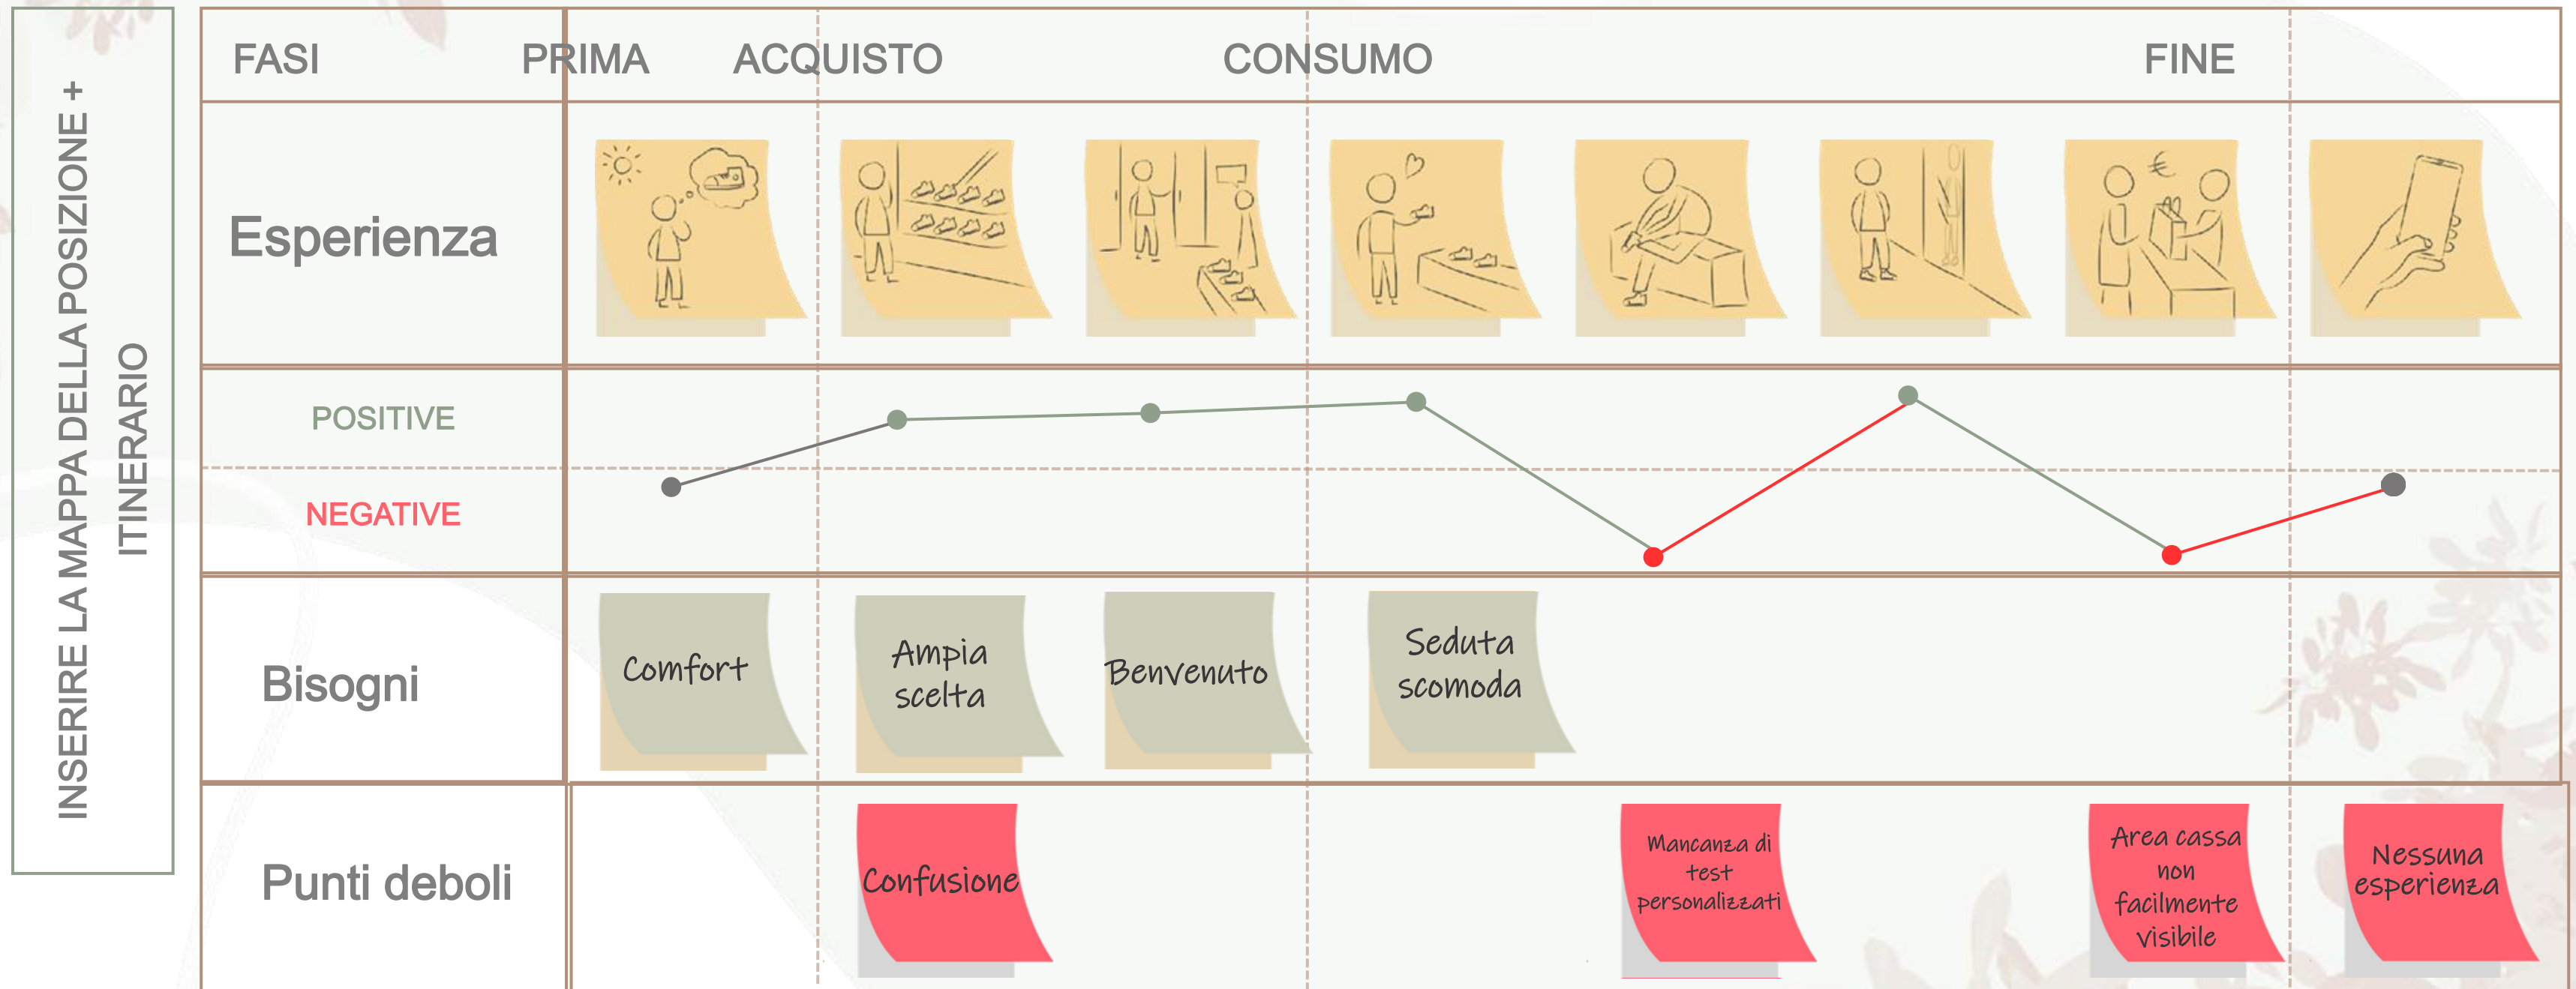 INSERIRE LA MAPPA DELLA POSIZIONE +
ITINERARIO
FASI PRIMA ACQUISTO CONSUMO FINE
Esperienza
€
POSITIVE
NEGATIVE
Bisogni
Comfort
Ampia
scelta
Benvenuto
Seduta
scomoda
Punti deboli
Confusione
Mancanza di
test
personalizzati
Area cassa
non
facilmente
visibile
Nessuna
esperienza